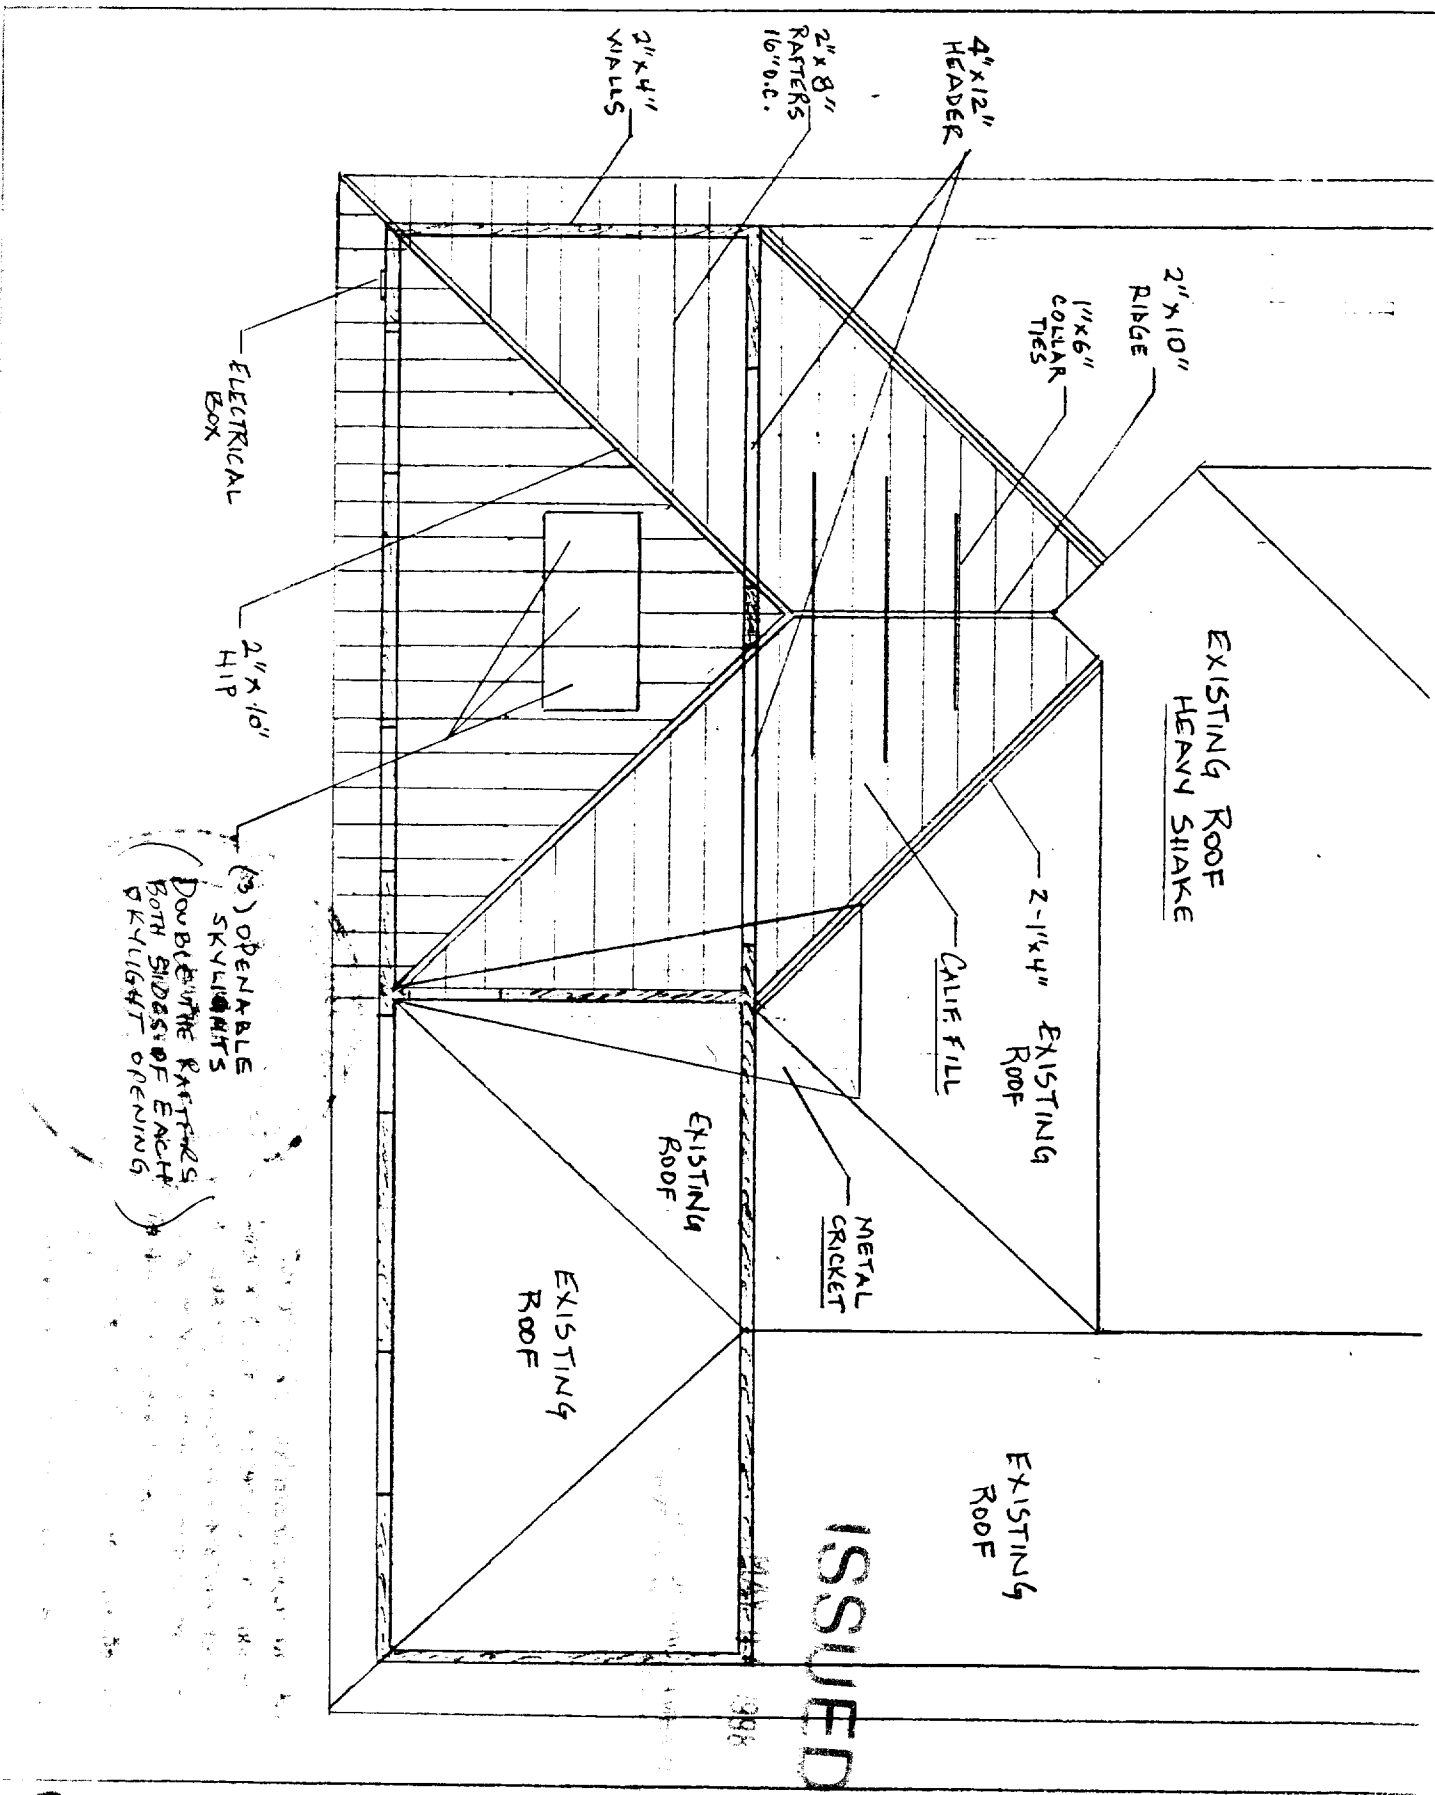 4"x12"
HEADER
2"x8"
RAFTERS
16"O.C.
2"x4"
WALLS
2"x10"
RIDGE
1"x6"
COLLAR
TIES
EXISTING ROOF
HEAVY SHAKE
ELECTRICAL
BOX
2"x10"
HIP
(3) OPENABLE
SKYLIGHTS
DOUBLE THE RAFTERS
BOTH SIDES OF EACH
SKYLIGHT OPENING
2-1"x4"
EXISTING
ROOF
CALIF. FILL
METAL
CRICKET
EXISTING
ROOF
EXISTING
ROOF
EXISTING
ROOF
ISSUED